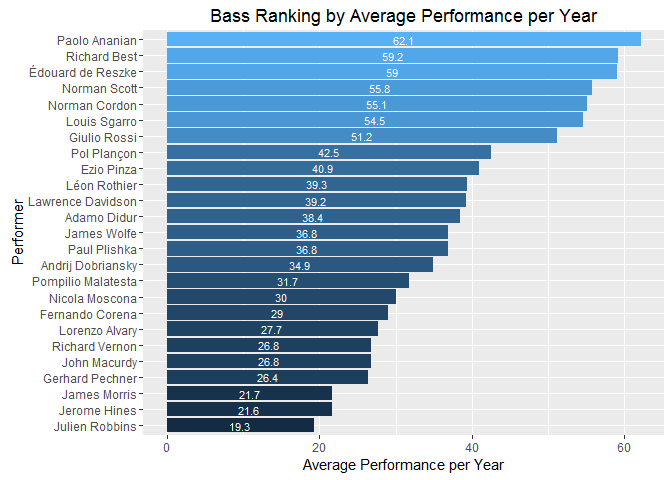 Bass Ranking by Average Performance per Year
Performer
Paolo Ananian 62.1
Richard Best 59.2
Édouard de Reszke 59
Norman Scott 55.8
Norman Cordon 55.1
Louis Sgarro 54.5
Giulio Rossi 51.2
Pol Plançon 42.5
Ezio Pinza 40.9
Léon Rothier 39.3
Lawrence Davidson 39.2
Adamo Didur 38.4
James Wolfe 36.8
Paul Plishka 36.8
Andrij Dobriansky 34.9
Pompilio Malatesta 31.7
Nicola Moscona 30
Fernando Corena 29
Lorenzo Alvary 27.7
Richard Vernon 26.8
John Macurdy 26.8
Gerhard Pechner 26.4
James Morris 21.7
Jerome Hines 21.6
Julien Robbins 19.3
0 20 40 60
Average Performance per Year